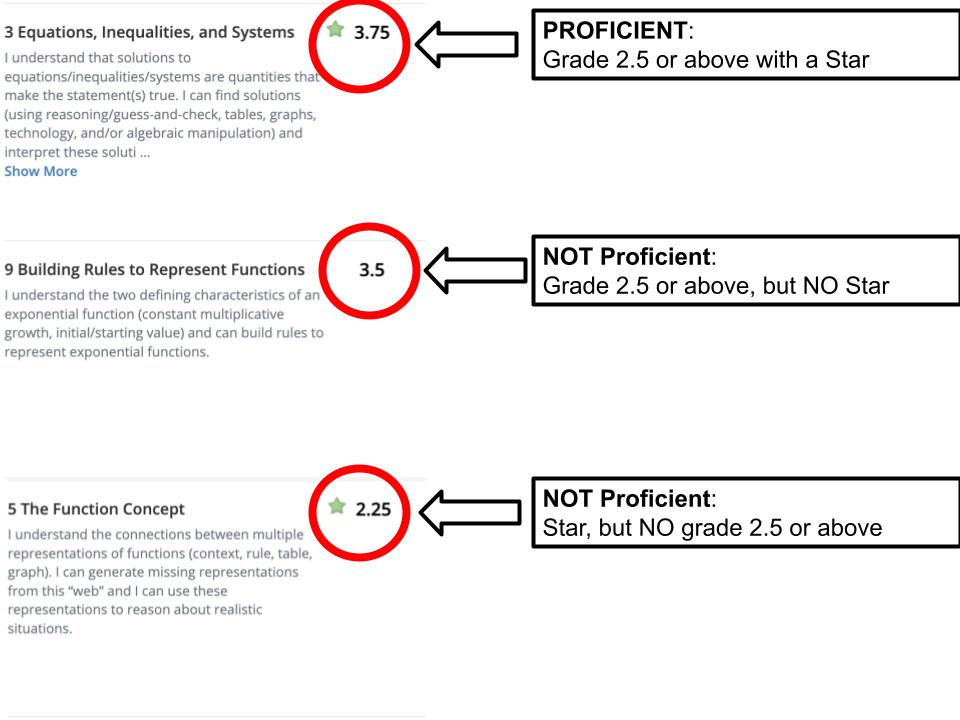 3 Equations, Inequalities, and Systems
3.75
I understand that solutions to
equations/inequalities/systems are quantities that
make the statement(s) true. I can find solutions
(using reasoning/guess-and-check, tables, graphs,
technology, and/or algebraic manipulation) and
interpret these soluti ...
Show More
PROFICIENT:
Grade 2.5 or above with a Star
9 Building Rules to Represent Functions
3.5
I understand the two defining characteristics of an
exponential function (constant multiplicative
growth, initial/starting value) and can build rules to
represent exponential functions.
NOT Proficient:
Grade 2.5 or above, but NO Star
5 The Function Concept
2.25
I understand the connections between multiple
representations of functions (context, rule, table,
graph). I can generate missing representations
from this “web” and I can use these
representations to reason about realistic
situations.
NOT Proficient:
Star, but NO grade 2.5 or above